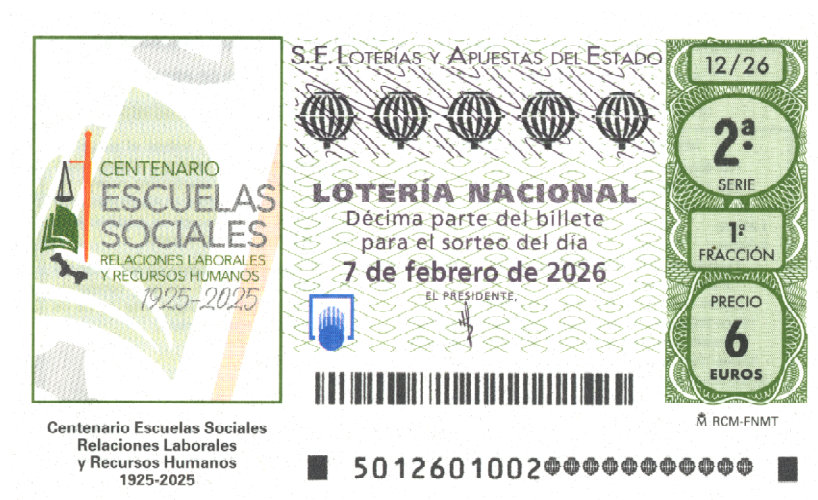 S.E. LOTERÍAS Y APUESTAS DEL ESTADO
12/26
2ª
SERIE
1ª
FRACCIÓN
PRECIO
6
EUROS
CENTENARIO
ESCUELAS
SOCIALES
RELACIONES LABORALES
Y RECURSOS HUMANOS
1925-2025
LOTERÍA NACIONAL
Décima parte del billete
para el sorteo del día
7 de febrero de 2026
EL PRESIDENTE,
RCM-FNMT
Centenario Escuelas Sociales
Relaciones Laborales
y Recursos Humanos
1925-2025
5012601002